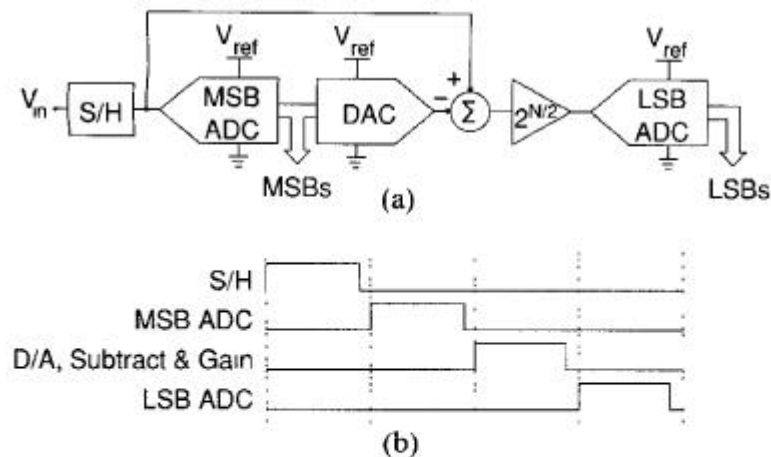 V_ref V_ref V_ref
V_in S/H MSB ADC DAC − + Σ 2^{N/2} LSB ADC
MSBs LSBs
(a)
S/H
MSB ADC
D/A, Subtract & Gain
LSB ADC
(b)